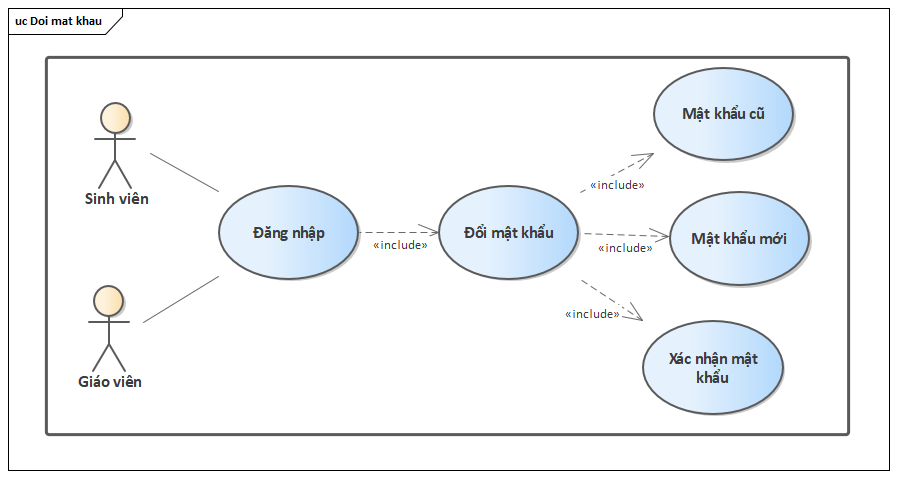 uc Doi mat khau
Mật khẩu cũ
Sinh viên
«include»
Đăng nhập
«include»
Đổi mật khẩu
«include»
Mật khẩu mới
«include»
Giáo viên
Xác nhận mật
khẩu